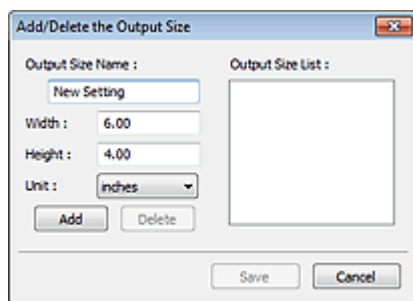 Add/Delete the Output Size
Output Size Name :
New Setting
Width : 6.00
Height : 4.00
Unit : inches
Add Delete
Output Size List :
Save Cancel